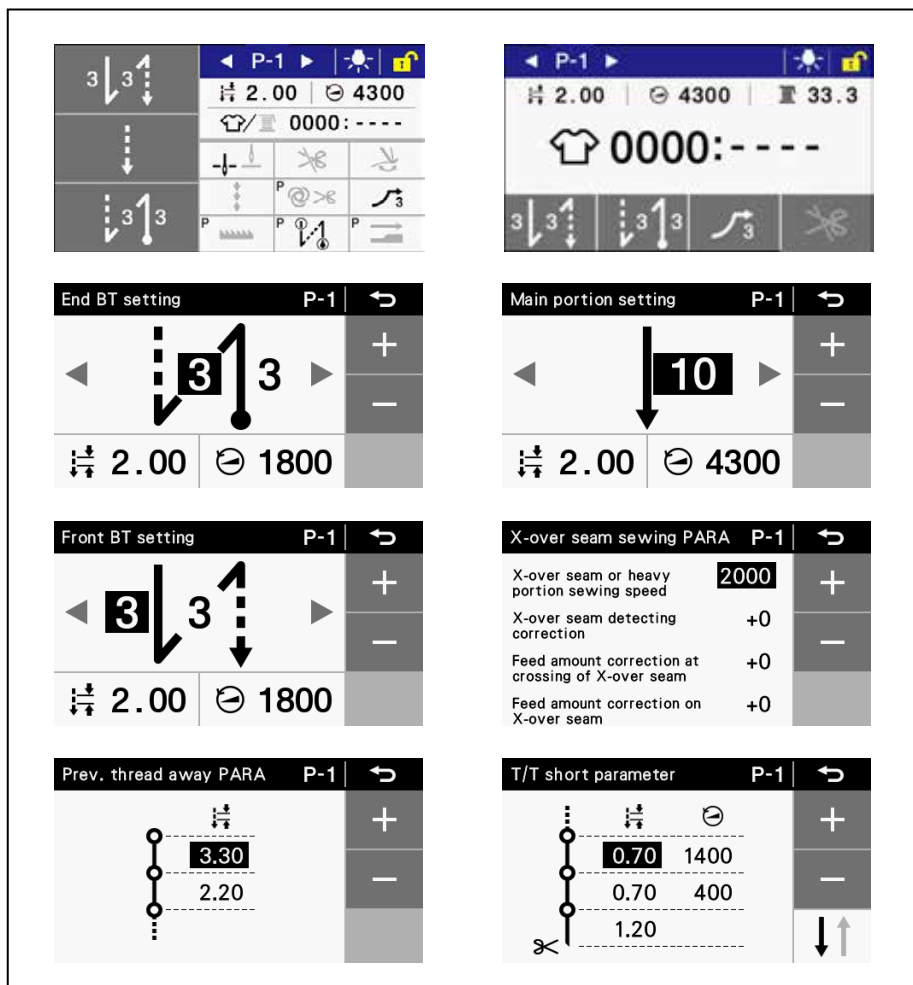 3 3
3 3
◄ P-1 ►
2.00 4300
/ 0000:----
P 3
P P P
◄ P-1 ►
2.00 4300 33.3
0000:----
3 3 3 3 3
End BT setting P-1
3 3
+
−
2.00 1800
Main portion setting P-1
10
+
−
2.00 4300
Front BT setting P-1
3 3
+
−
2.00 1800
X-over seam sewing PARA P-1
X-over seam or heavy
portion sewing speed 2000
X-over seam detecting
correction +0
Feed amount correction at
crossing of X-over seam +0
Feed amount correction on
X-over seam +0
+
−
Prev. thread away PARA P-1
3.30
2.20
+
−
T/T short parameter P-1
0.70 1400
0.70 400
1.20
+
−